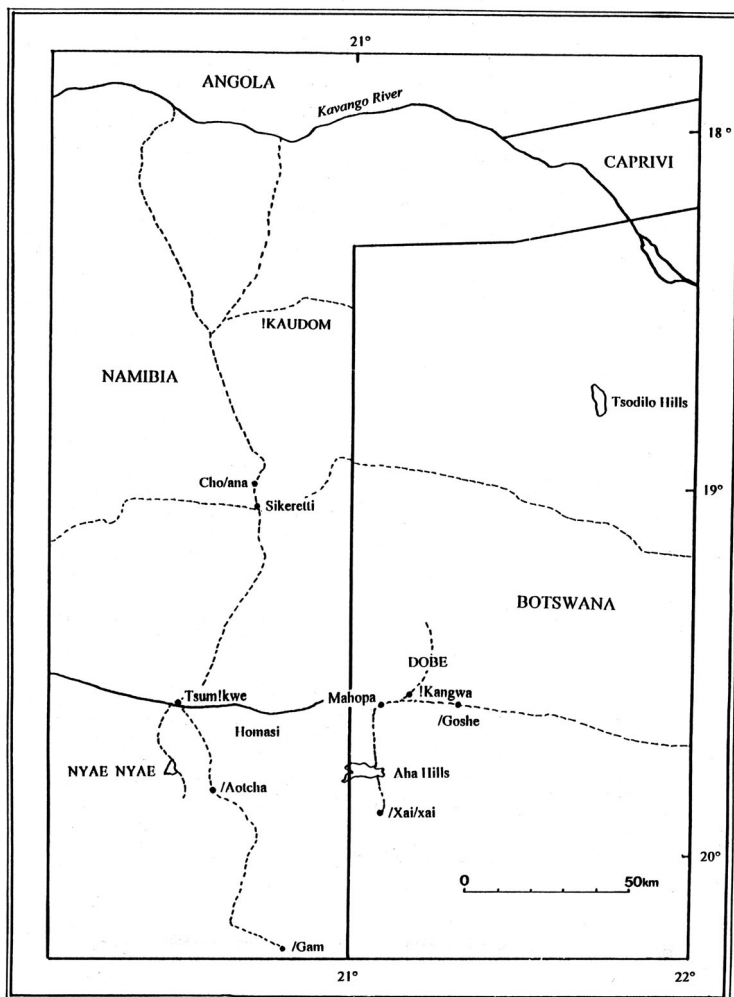 21°
ANGOLA
Kavango River
18°
CAPRIVI
!KAUDOM
NAMIBIA
Tsodilo Hills
Cho/ana
19°
Sikeretti
BOTSWANA
DOBE
Tsum!kwe
Mahopa
!Kangwa
/Goshe
Homasi
NYAE NYAE
Aha Hills
/Aotcha
/Xai/xai
20°
0 50km
/Gam
21°
22°